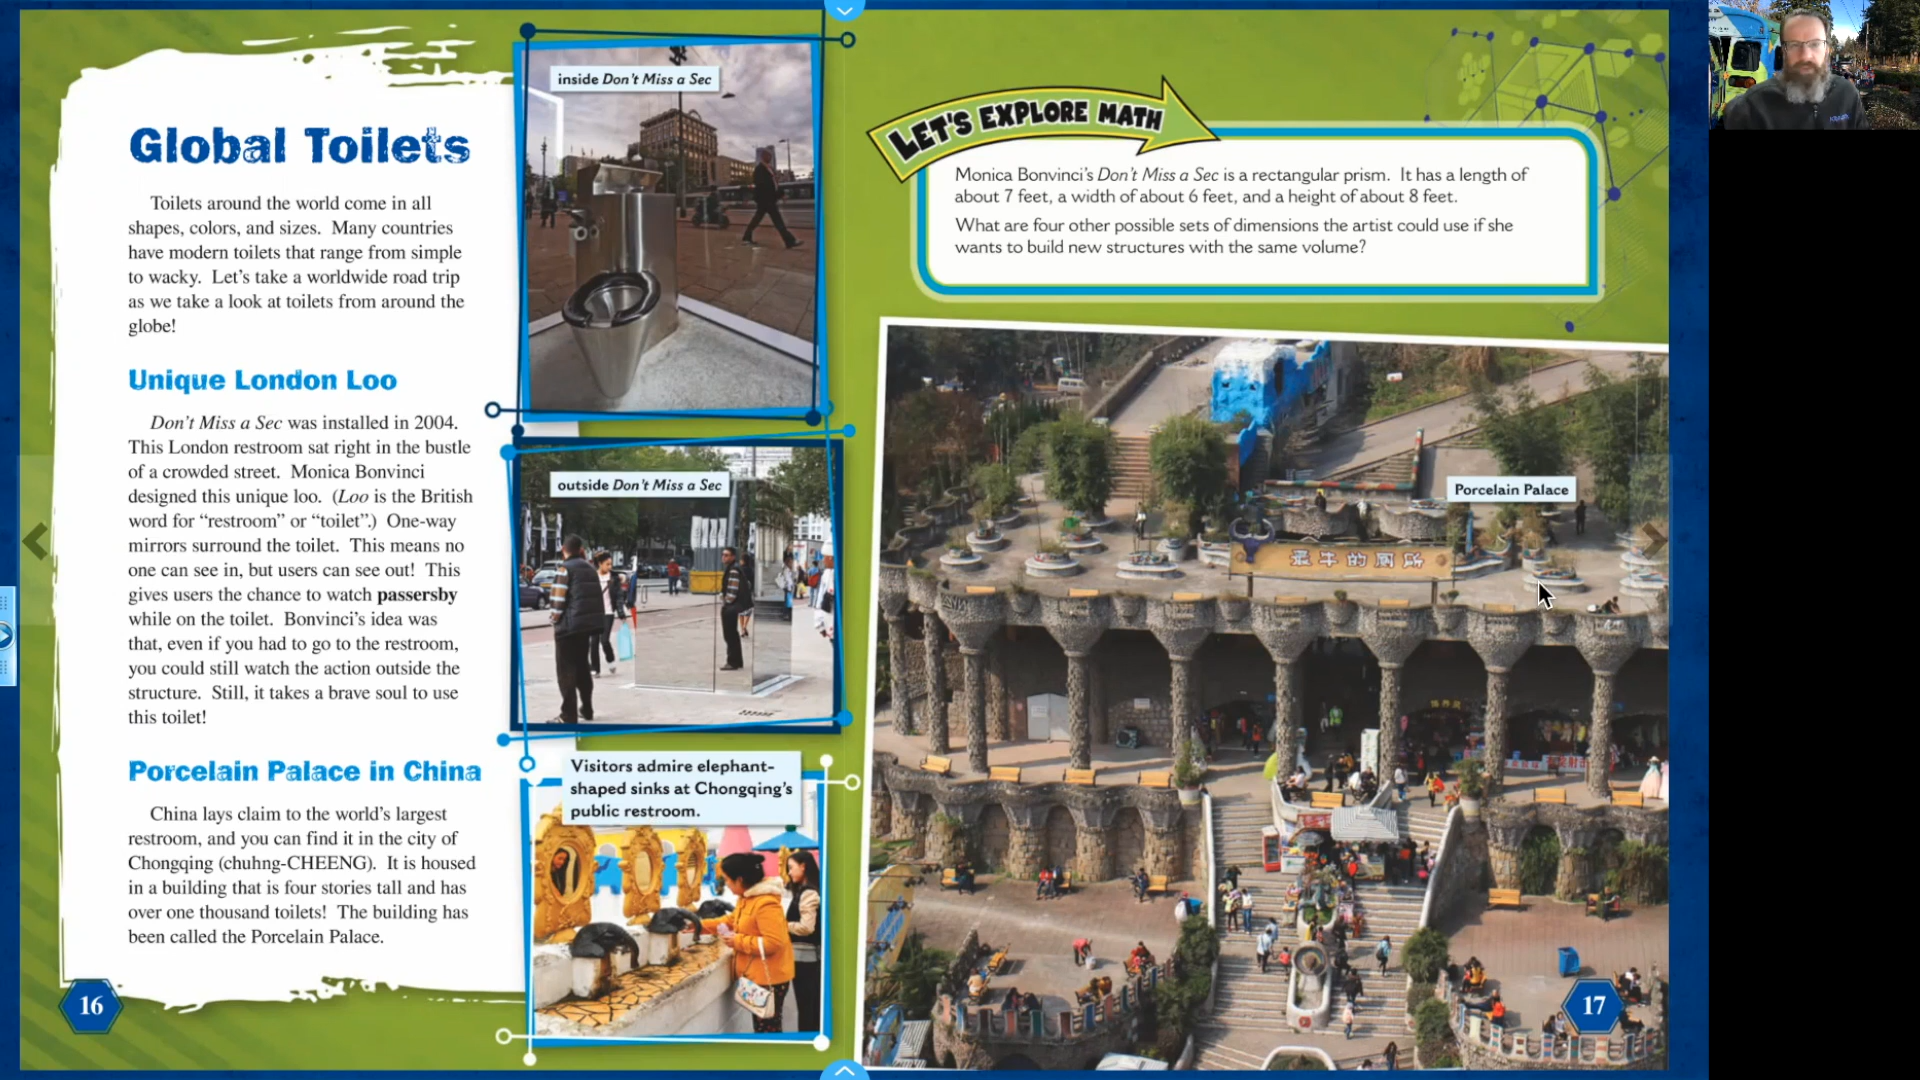 Global Toilets
Toilets around the world come in all
shapes, colors, and sizes. Many countries
have modern toilets that range from simple
to wacky. Let's take a worldwide road trip
as we take a look at toilets from around the
globe!
Unique London Loo
Don't Miss a Sec was installed in 2004.
This London restroom sat right in the bustle
of a crowded street. Monica Bonvinci
designed this unique loo. (Loo is the British
word for “restroom” or “toilet”.) One-way
mirrors surround the toilet. This means no
one can see in, but users can see out! This
gives users the chance to watch passersby
while on the toilet. Bonvinci's idea was
that, even if you had to go to the restroom,
you could still watch the action outside the
structure. Still, it takes a brave soul to use
this toilet!
Porcelain Palace in China
China lays claim to the world's largest
restroom, and you can find it in the city of
Chongqing (chuhng-CHEENG). It is housed
in a building that is four stories tall and has
over one thousand toilets! The building has
been called the Porcelain Palace.
16
inside Don't Miss a Sec
outside Don't Miss a Sec
Visitors admire elephant-
shaped sinks at Chongqing's
public restroom.
LET'S EXPLORE MATH
Monica Bonvinci's Don't Miss a Sec is a rectangular prism. It has a length of
about 7 feet, a width of about 6 feet, and a height of about 8 feet.
What are four other possible sets of dimensions the artist could use if she
wants to build new structures with the same volume?
Porcelain Palace
最牛的厕所
17